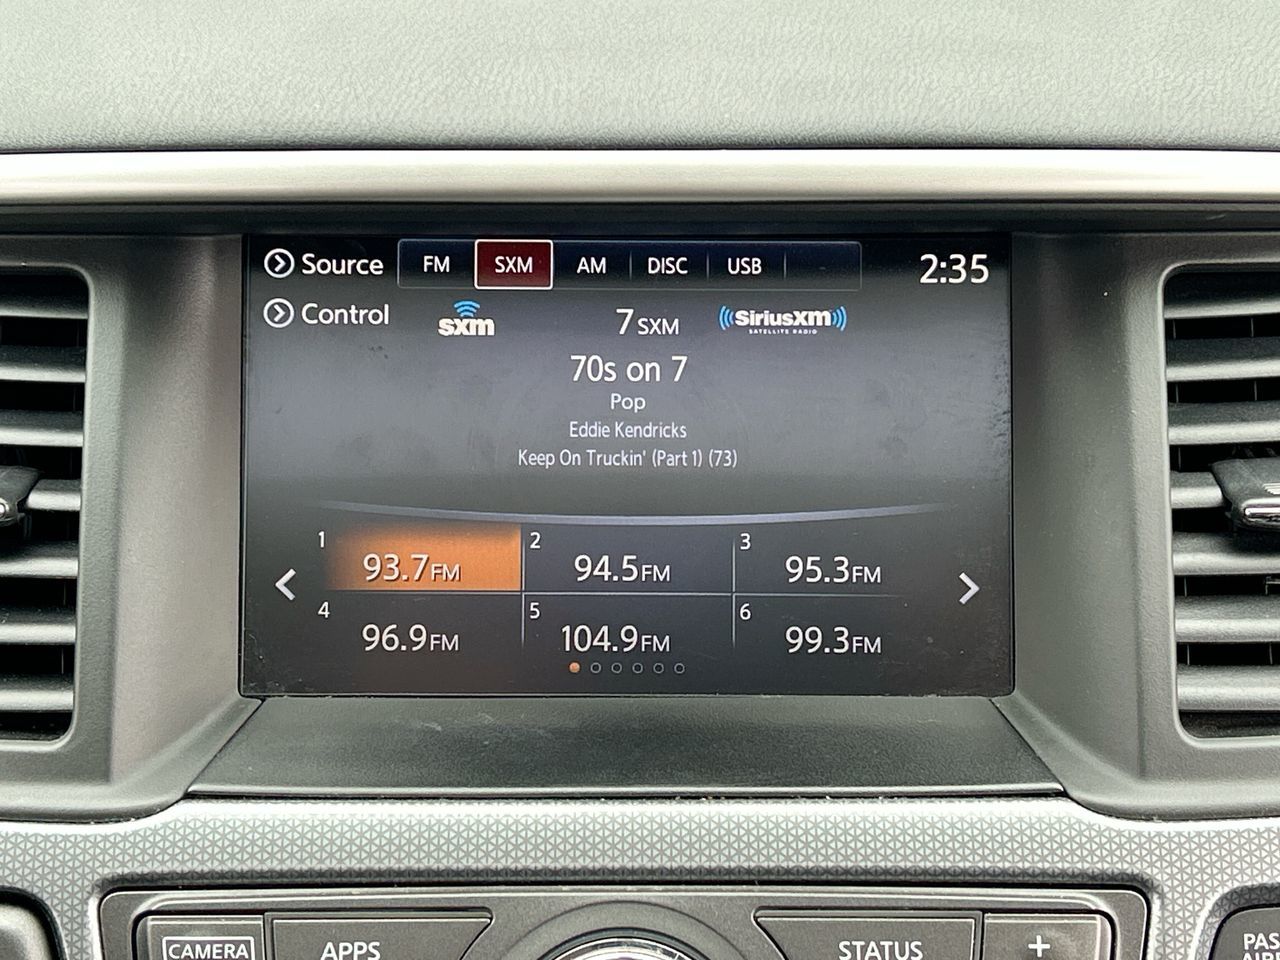 Source FM SXM AM DISC USB 2:35
Control sxm 7 SXM SiriusXM
SATELLITE RADIO
70s on 7
Pop
Eddie Kendricks
Keep On Truckin' (Part 1) (73)
1 93.7FM 2 94.5FM 3 95.3FM
4 96.9FM 5 104.9FM 6 99.3FM
CAMERA APPS STATUS +